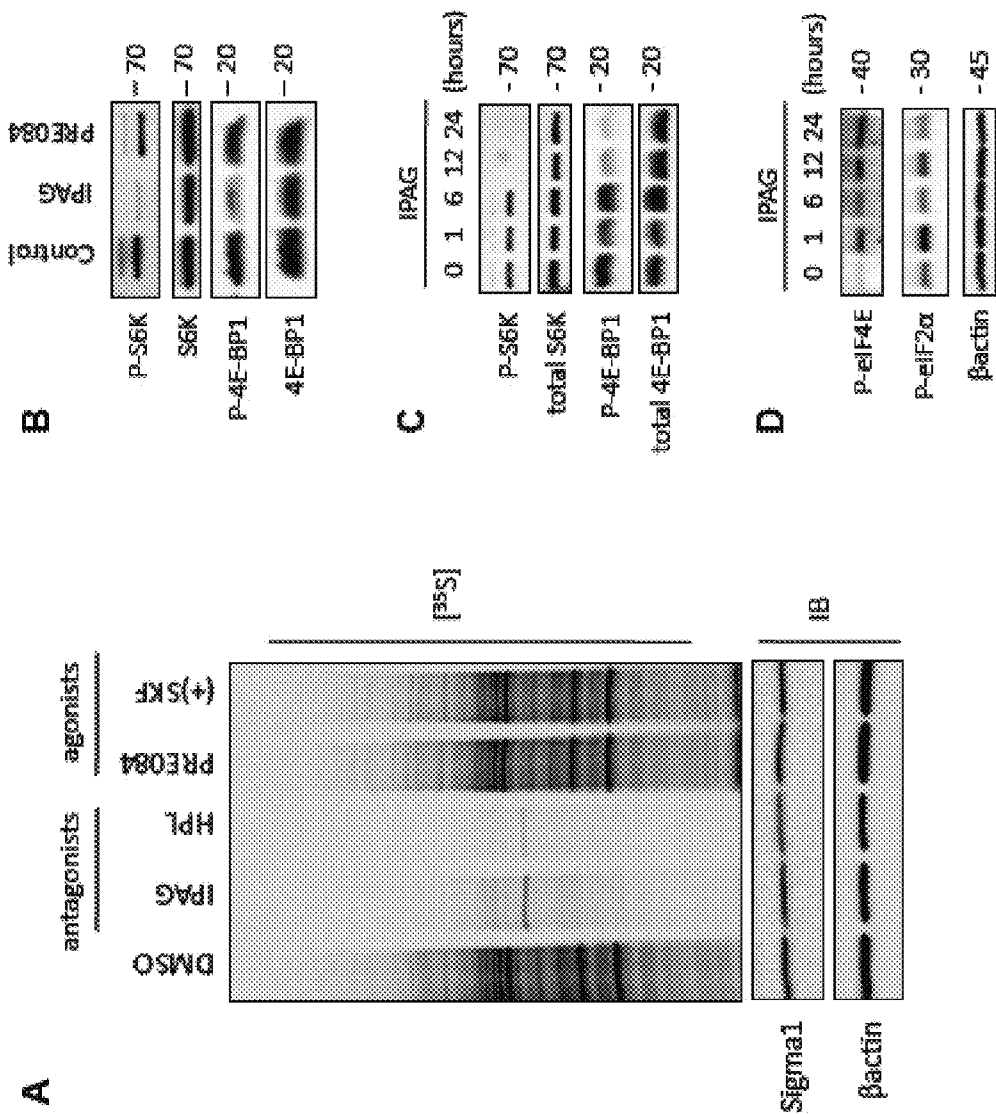 A
antagonists agonists
DMSO IPAG HPL PRE084 (+)SKF
[³⁵S]
Sigma1
βactin
IB
B
Control IPAG PRE084
P-S6K – 70
S6K – 70
P-4E-BP1 – 20
4E-BP1 – 20
C
IPAG
0 1 6 12 24 (hours)
P-S6K - 70
total S6K - 70
P-4E-BP1 - 20
total 4E-BP1 - 20
D
IPAG
0 1 6 12 24 (hours)
P-eIF4E - 40
P-eIF2α - 30
βactin - 45